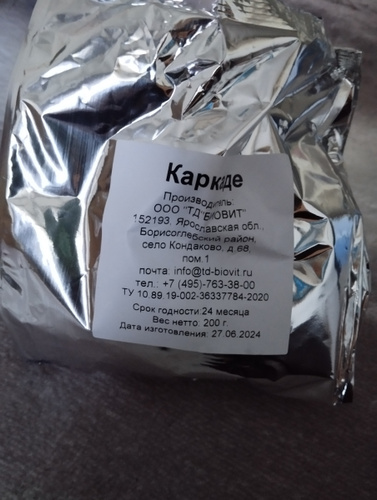 Каркаде
Производитель:
ООО "ТД "БИОВИТ"
152193, Ярославская обл.,
Борисоглебский район,
село Кондаково, д.68,
пом.1
почта: info@td-biovit.ru
тел.: +7 (495)-763-38-00
ТУ 10.89.19-002-36337784-2020
Срок годности:24 месяца
Вес нетто: 200 г.
Дата изготовления: 27.06.2024